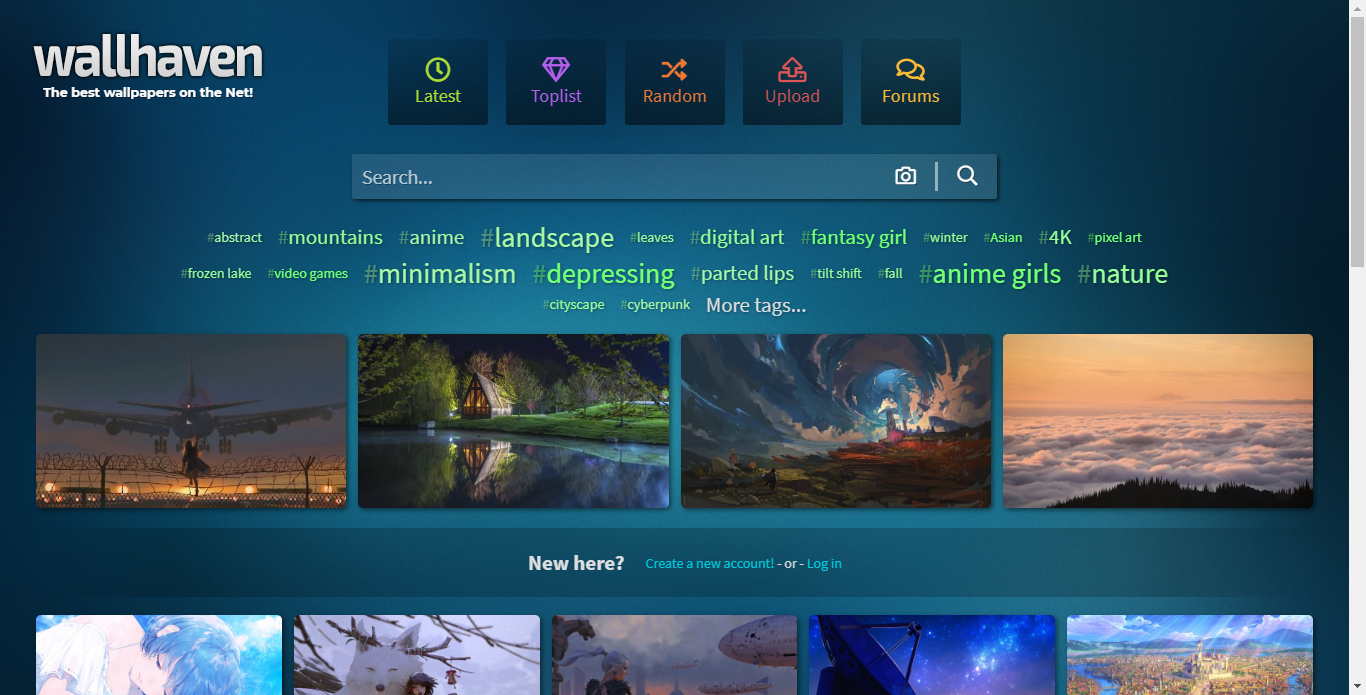 wallhaven
The best wallpapers on the Net!
Latest
Toplist
Random
Upload
Forums
Search...
#abstract #mountains #anime #landscape #leaves #digital art #fantasy girl #winter #Asian #4K #pixel art
#frozen lake #video games #minimalism #depressing #parted lips #tilt shift #fall #anime girls #nature
#cityscape #cyberpunk More tags...
New here? Create a new account! - or - Log in